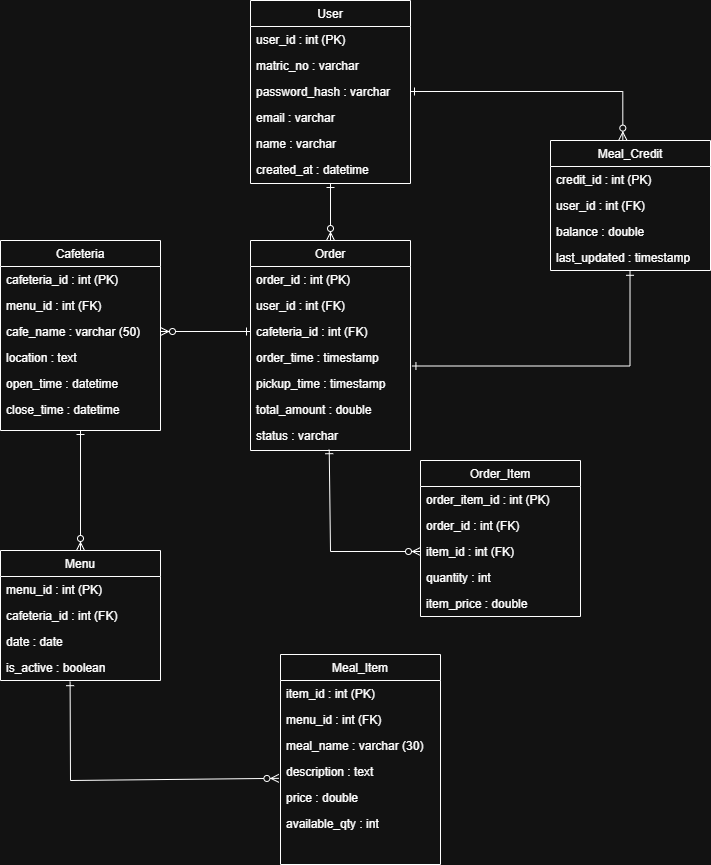 User
user_id : int (PK)
matric_no : varchar
password_hash : varchar
email : varchar
name : varchar
created_at : datetime
Meal_Credit
credit_id : int (PK)
user_id : int (FK)
balance : double
last_updated : timestamp
Cafeteria
cafeteria_id : int (PK)
menu_id : int (FK)
cafe_name : varchar (50)
location : text
open_time : datetime
close_time : datetime
Order
order_id : int (PK)
user_id : int (FK)
cafeteria_id : int (FK)
order_time : timestamp
pickup_time : timestamp
total_amount : double
status : varchar
Order_Item
order_item_id : int (PK)
order_id : int (FK)
item_id : int (FK)
quantity : int
item_price : double
Menu
menu_id : int (PK)
cafeteria_id : int (FK)
date : date
is_active : boolean
Meal_Item
item_id : int (PK)
menu_id : int (FK)
meal_name : varchar (30)
description : text
price : double
available_qty : int